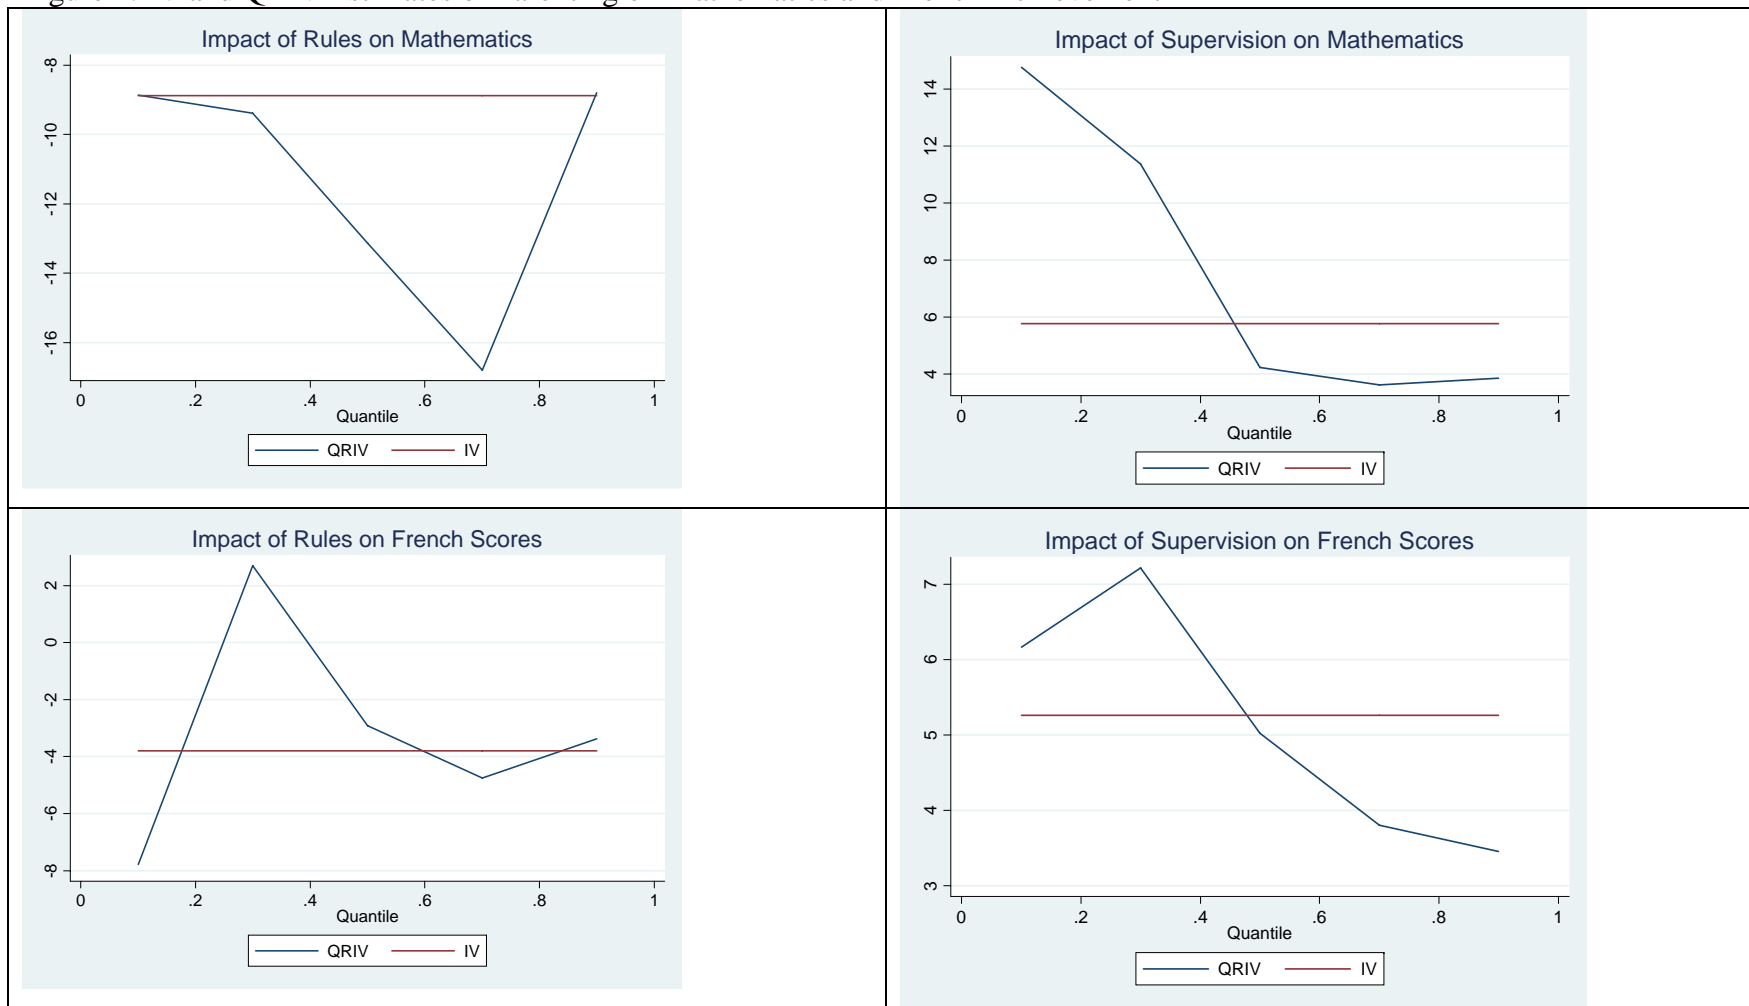 Impact of Rules on Mathematics
-8
-10
-12
-14
-16
0 .2 .4 .6 .8 1
Quantile
QRIV IV
Impact of Supervision on Mathematics
14
12
10
8
6
4
0 .2 .4 .6 .8 1
Quantile
QRIV IV
Impact of Rules on French Scores
2
0
-2
-4
-6
-8
0 .2 .4 .6 .8 1
Quantile
QRIV IV
Impact of Supervision on French Scores
7
6
5
4
3
0 .2 .4 .6 .8 1
Quantile
QRIV IV